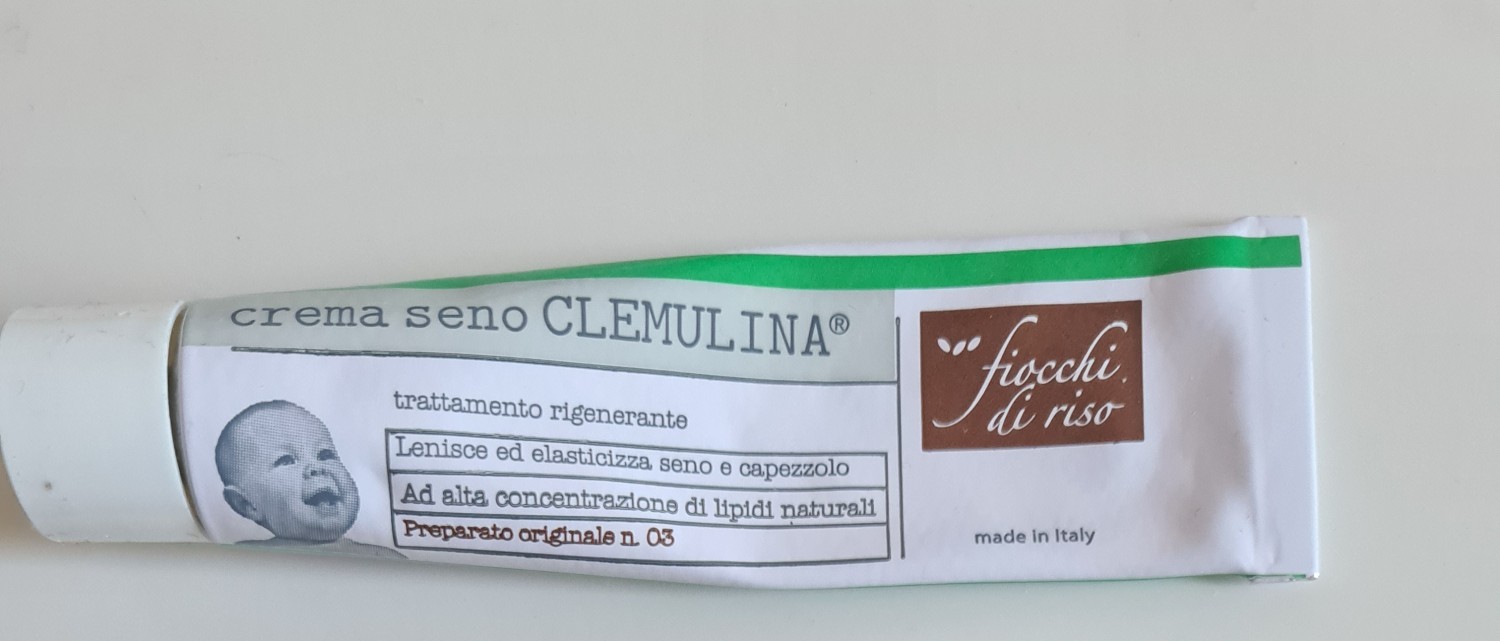 crema seno CLEMULINA®
trattamento rigenerante
Lenisce ed elasticizza seno e capezzolo
Ad alta concentrazione di lipidi naturali
Preparato originale n. 03
fiocchi
di riso
made in Italy